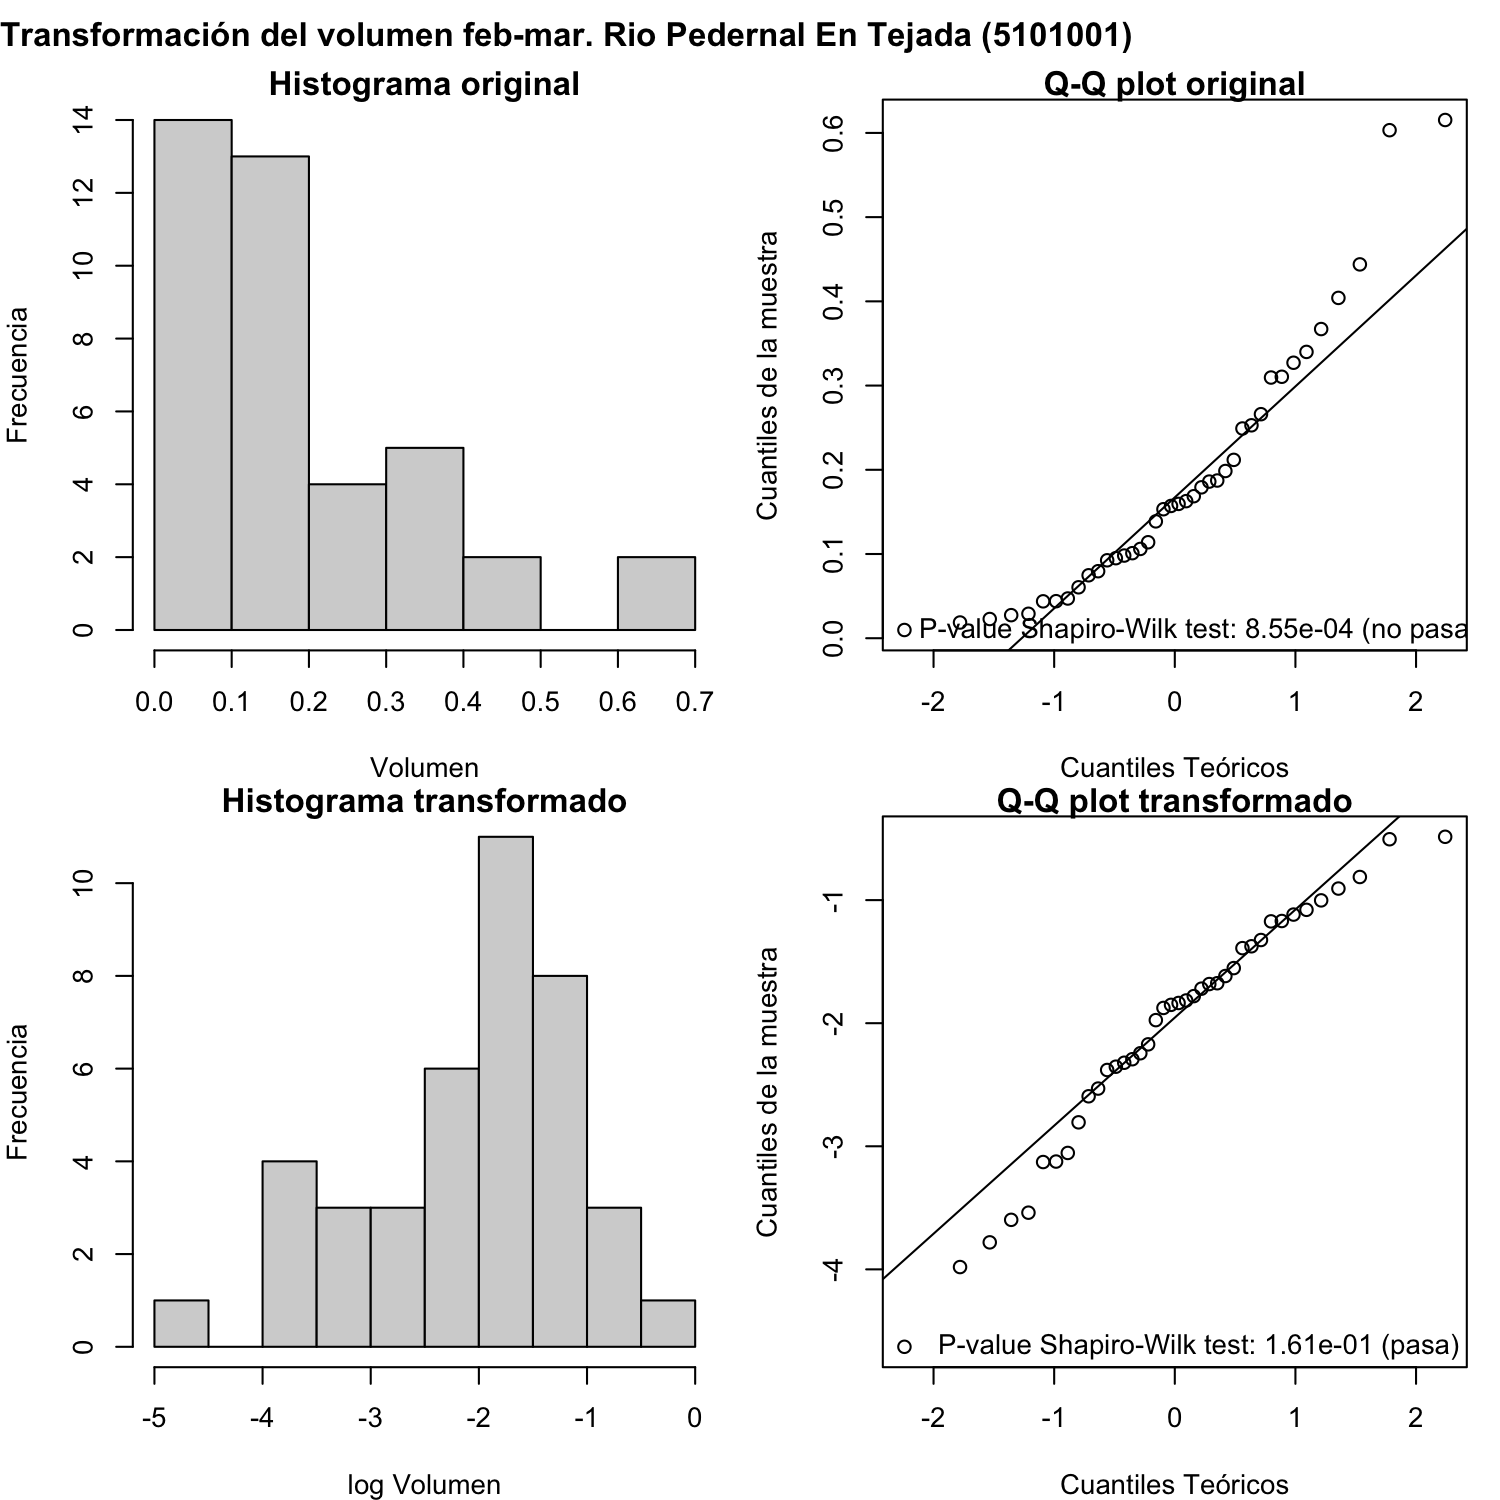 Transformación del volumen feb-mar. Rio Pedernal En Tejada (5101001)
Histograma original
Frecuencia
14
12
10
8
6
4
2
0
0.0 0.1 0.2 0.3 0.4 0.5 0.6 0.7
Volumen
Q-Q plot original
Cuantiles de la muestra
0.6
0.5
0.4
0.3
0.2
0.1
0.0
P-value Shapiro-Wilk test: 8.55e-04 (no pasa
-2 -1 0 1 2
Cuantiles Teóricos
Histograma transformado
Frecuencia
10
8
6
4
2
0
-5 -4 -3 -2 -1 0
log Volumen
Q-Q plot transformado
Cuantiles de la muestra
-1
-2
-3
-4
P-value Shapiro-Wilk test: 1.61e-01 (pasa)
-2 -1 0 1 2
Cuantiles Teóricos